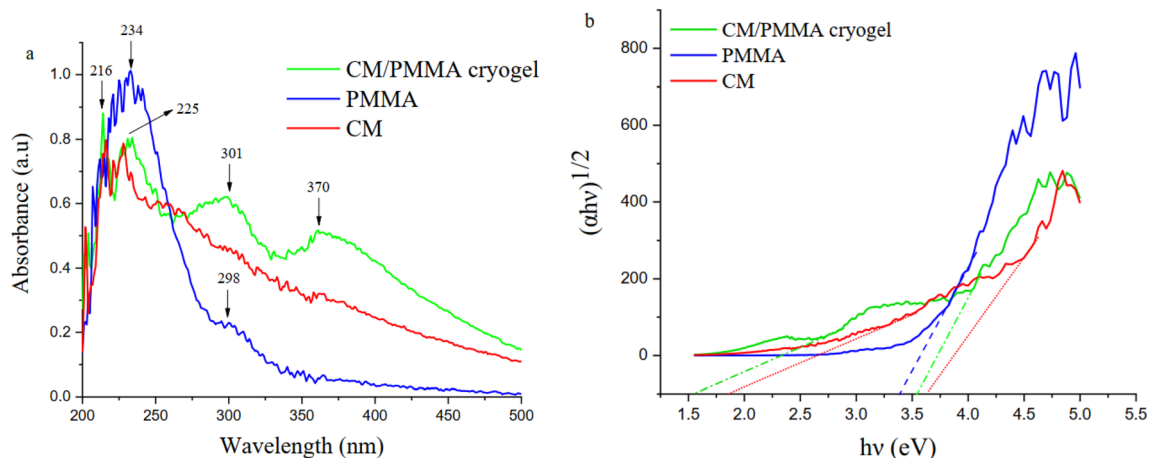 a
234
216
225
301
370
298
CM/PMMA cryogel
PMMA
CM
1.0
0.8
0.6
0.4
0.2
0.0
Absorbance (a.u)
200 250 300 350 400 450 500
Wavelength (nm)
b
CM/PMMA cryogel
PMMA
CM
800
600
400
200
0
(αhν)1/2
1.0 1.5 2.0 2.5 3.0 3.5 4.0 4.5 5.0 5.5
hν (eV)